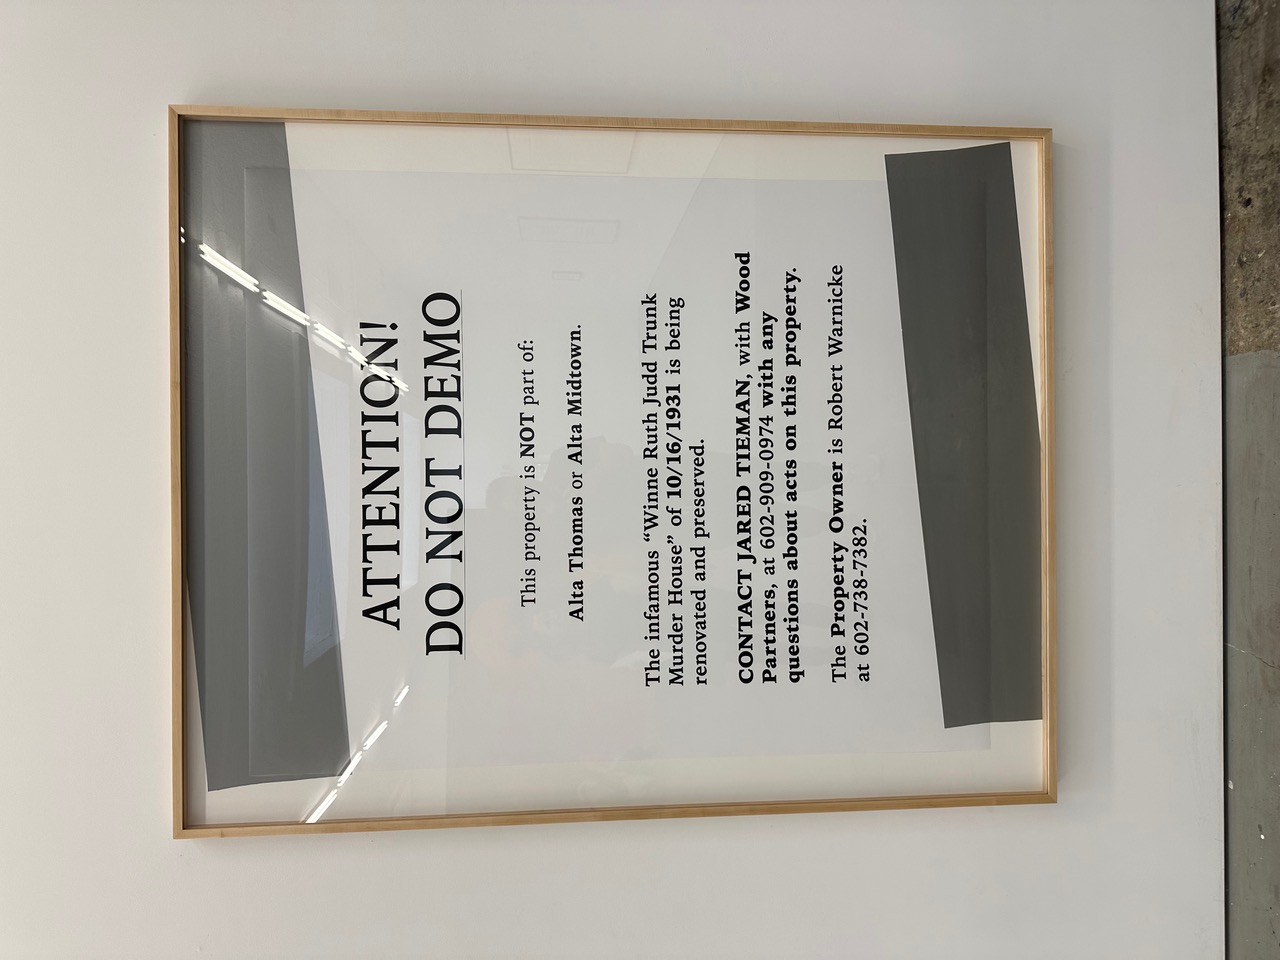 ATTENTION!
DO NOT DEMO
This property is NOT part of:
Alta Thomas or Alta Midtown.
The infamous “Winne Ruth Judd Trunk
Murder House” of 10/16/1931 is being
renovated and preserved.
CONTACT JARED TIEMAN, with Wood
Partners, at 602-909-0974 with any
questions about acts on this property.
The Property Owner is Robert Warnicke
at 602-738-7382.